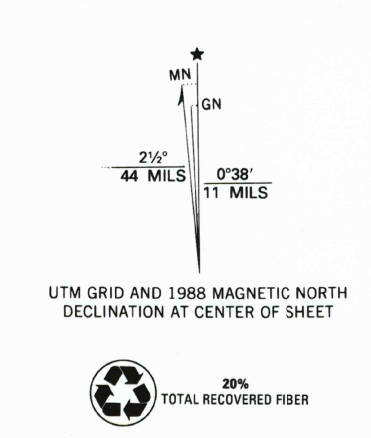 ★
MN
GN
2½°
44 MILS
0°38′
11 MILS
UTM GRID AND 1988 MAGNETIC NORTH
DECLINATION AT CENTER OF SHEET
20%
TOTAL RECOVERED FIBER